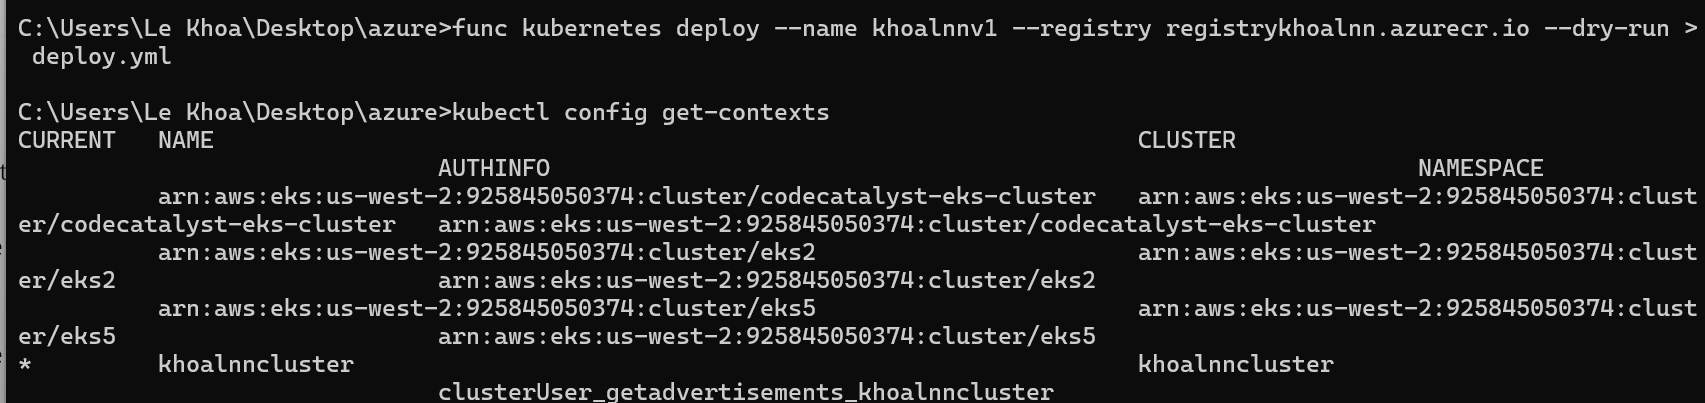 C:\Users\Le Khoa\Desktop\azure>func kubernetes deploy --name khoalnnv1 --registry registrykhoalnn.azurecr.io --dry-run >
 deploy.yml
C:\Users\Le Khoa\Desktop\azure>kubectl config get-contexts
CURRENT   NAME                                                                  CLUSTER
                              AUTHINFO                                                              NAMESPACE
          arn:aws:eks:us-west-2:925845050374:cluster/codecatalyst-eks-cluster   arn:aws:eks:us-west-2:925845050374:clust
er/codecatalyst-eks-cluster   arn:aws:eks:us-west-2:925845050374:cluster/codecatalyst-eks-cluster
          arn:aws:eks:us-west-2:925845050374:cluster/eks2                       arn:aws:eks:us-west-2:925845050374:clust
er/eks2                       arn:aws:eks:us-west-2:925845050374:cluster/eks2
          arn:aws:eks:us-west-2:925845050374:cluster/eks5                       arn:aws:eks:us-west-2:925845050374:clust
er/eks5                       arn:aws:eks:us-west-2:925845050374:cluster/eks5
*         khoalnncluster                                                        khoalnncluster
                              clusterUser_getadvertisements_khoalnncluster